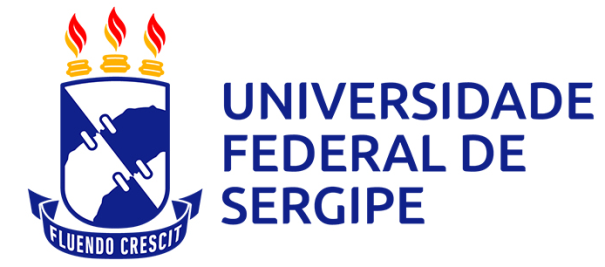 FLUENDO CRESCIT
UNIVERSIDADE
FEDERAL DE
SERGIPE